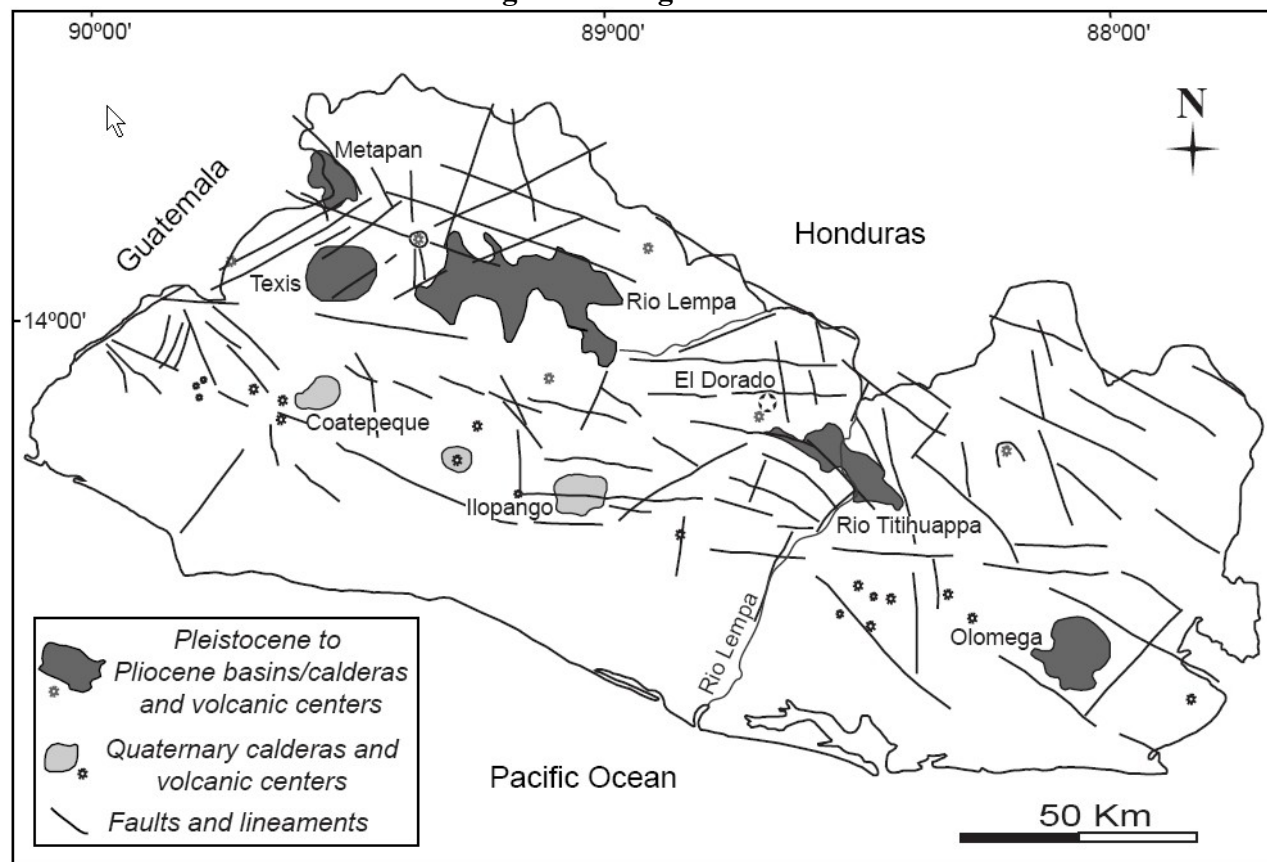 90º00'
89º00'
88º00'
N
Metapan
Guatemala
Honduras
Texis
Rio Lempa
14º00'
El Dorado
Coatepeque
Ilopango
Rio Titihuappa
Rio Lempa
Olomega
Pacific Ocean
Pleistocene to
Pliocene basins/calderas
and volcanic centers
Quaternary calderas and
volcanic centers
Faults and lineaments
50 Km